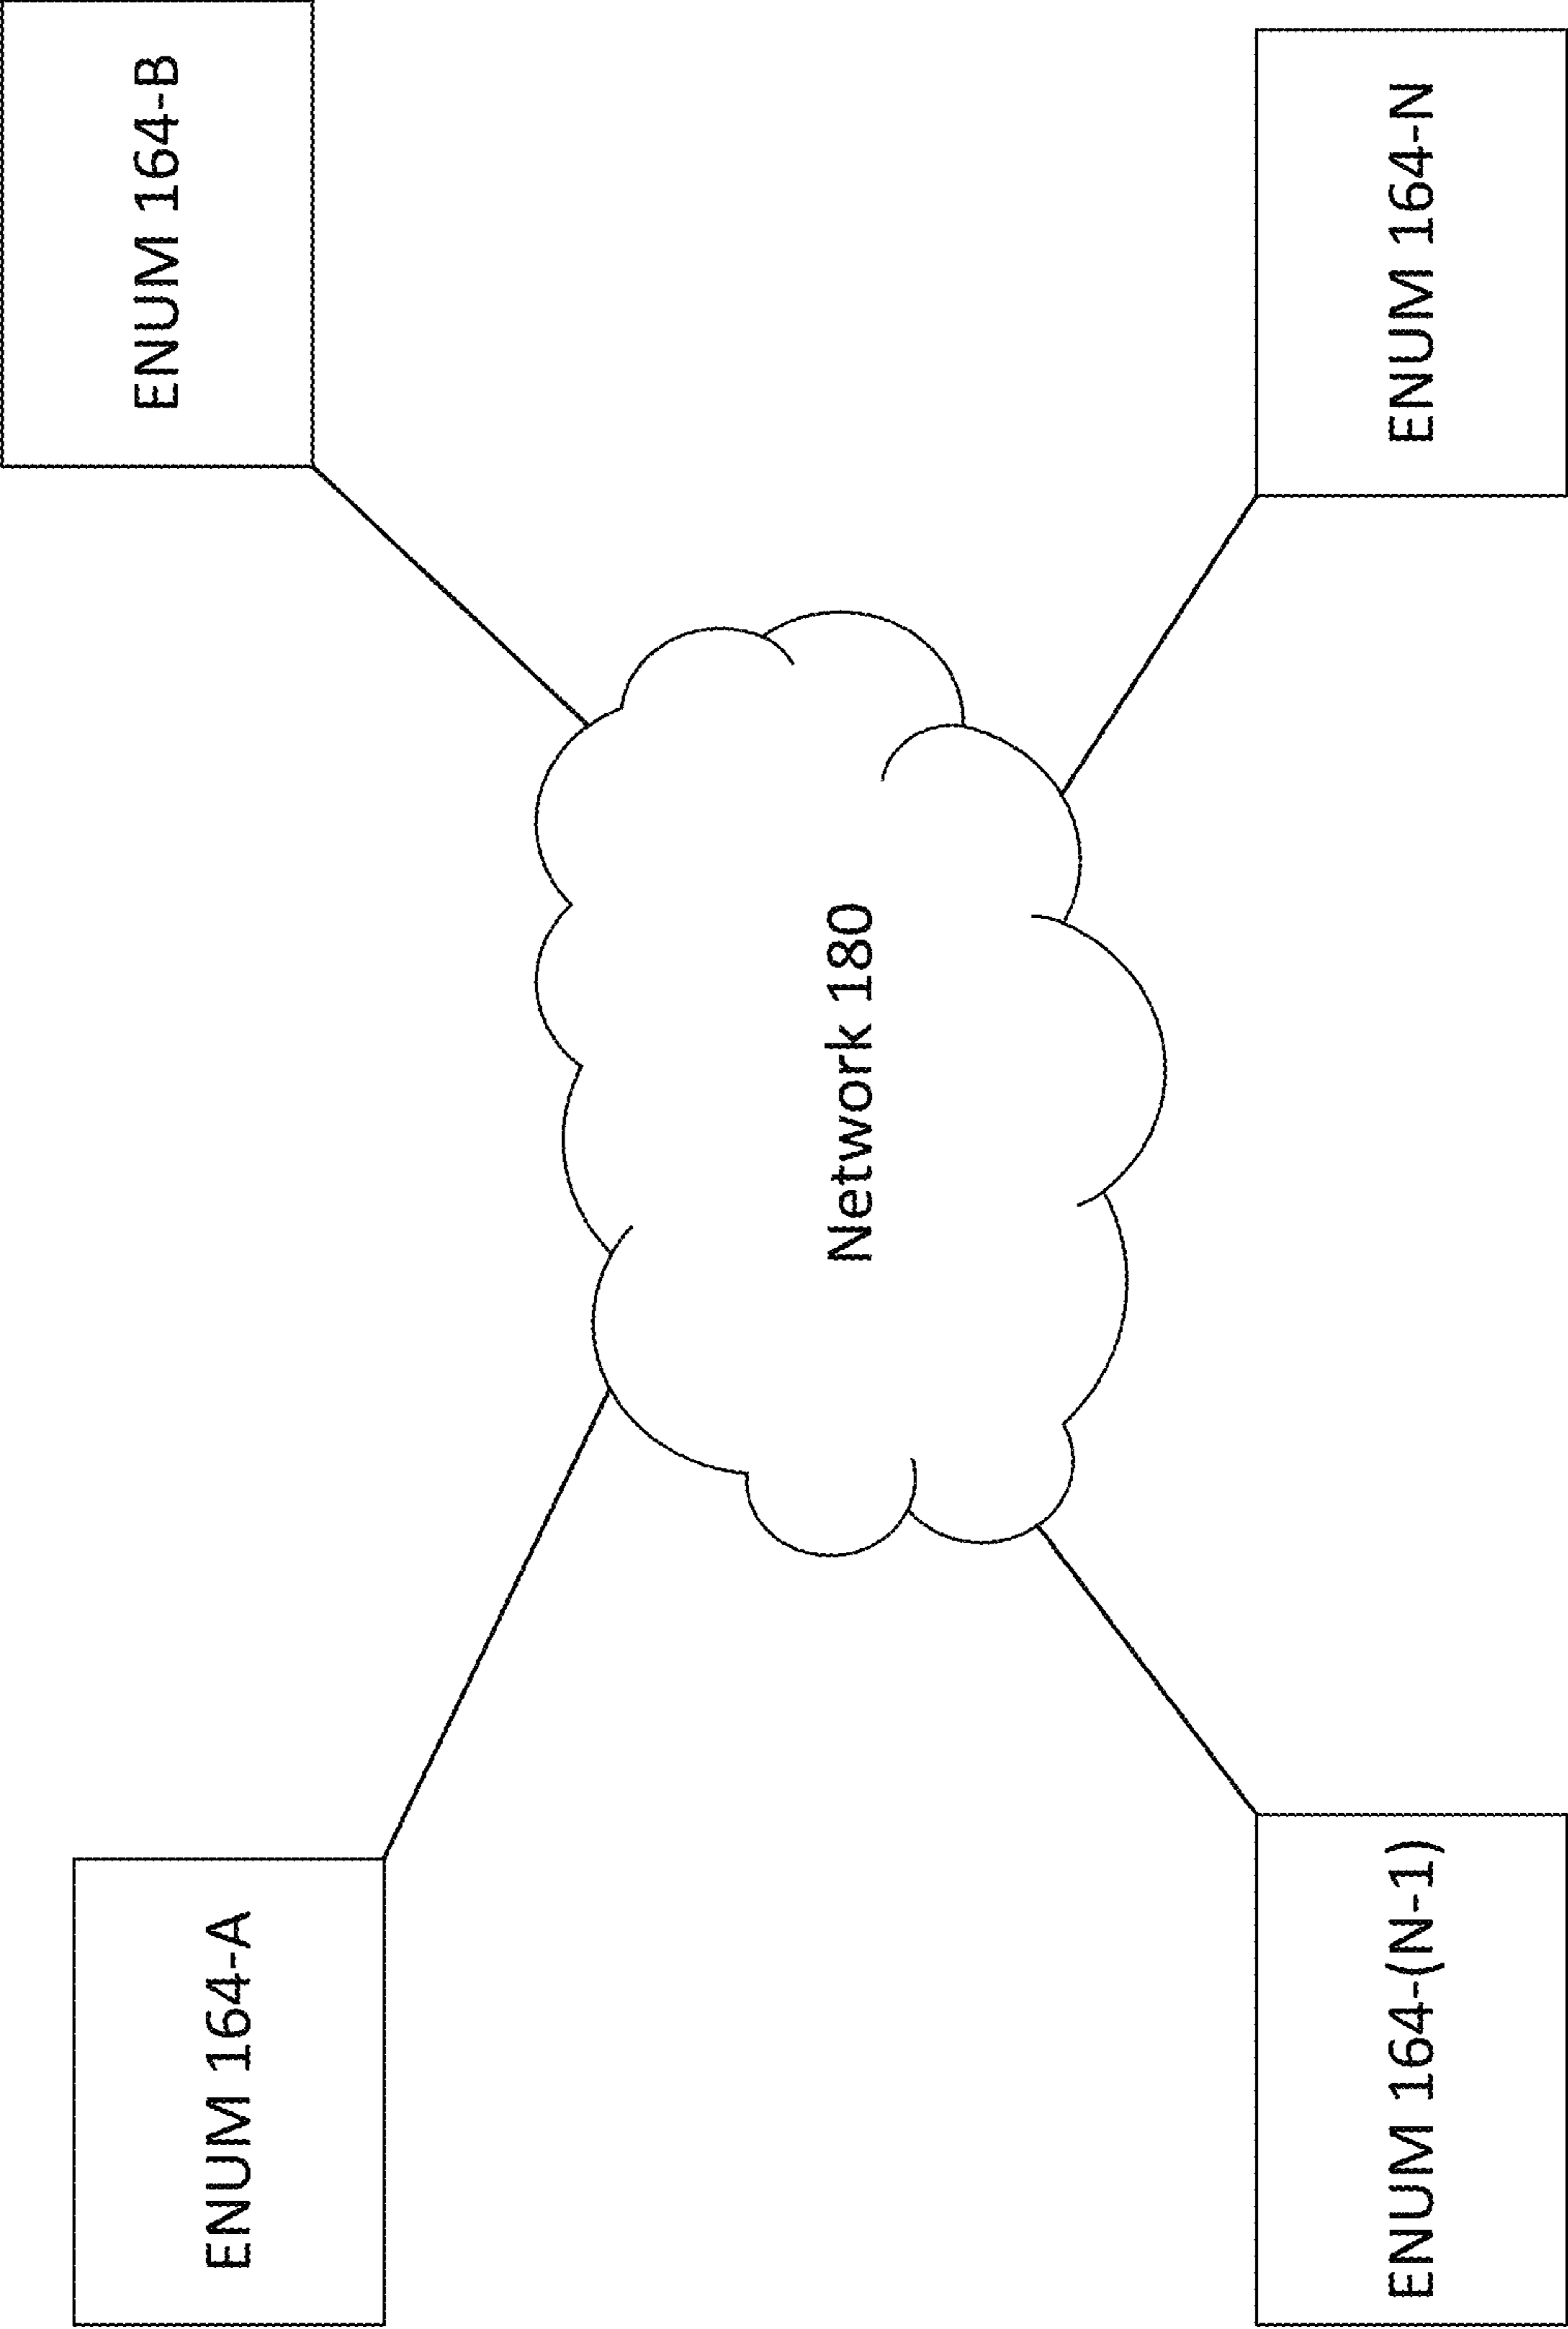 ENUM 164-A
ENUM 164-B
Network 180
ENUM 164-(N-1)
ENUM 164-N